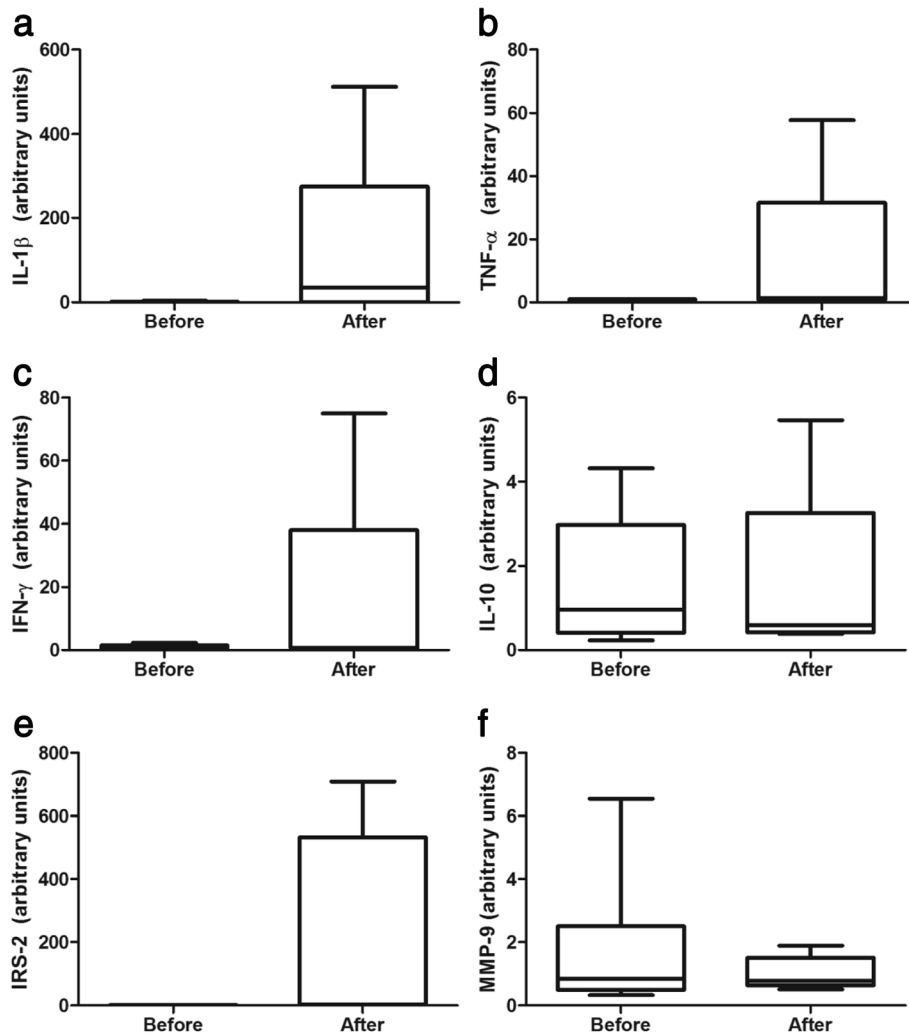 a
IL-1β (arbitrary units)
600
400
200
0
Before After
b
TNF-α (arbitrary units)
80
60
40
20
0
Before After
c
IFN-γ (arbitrary units)
80
60
40
20
0
Before After
d
IL-10 (arbitrary units)
6
4
2
0
Before After
e
IRS-2 (arbitrary units)
800
600
400
200
0
Before After
f
MMP-9 (arbitrary units)
8
6
4
2
0
Before After